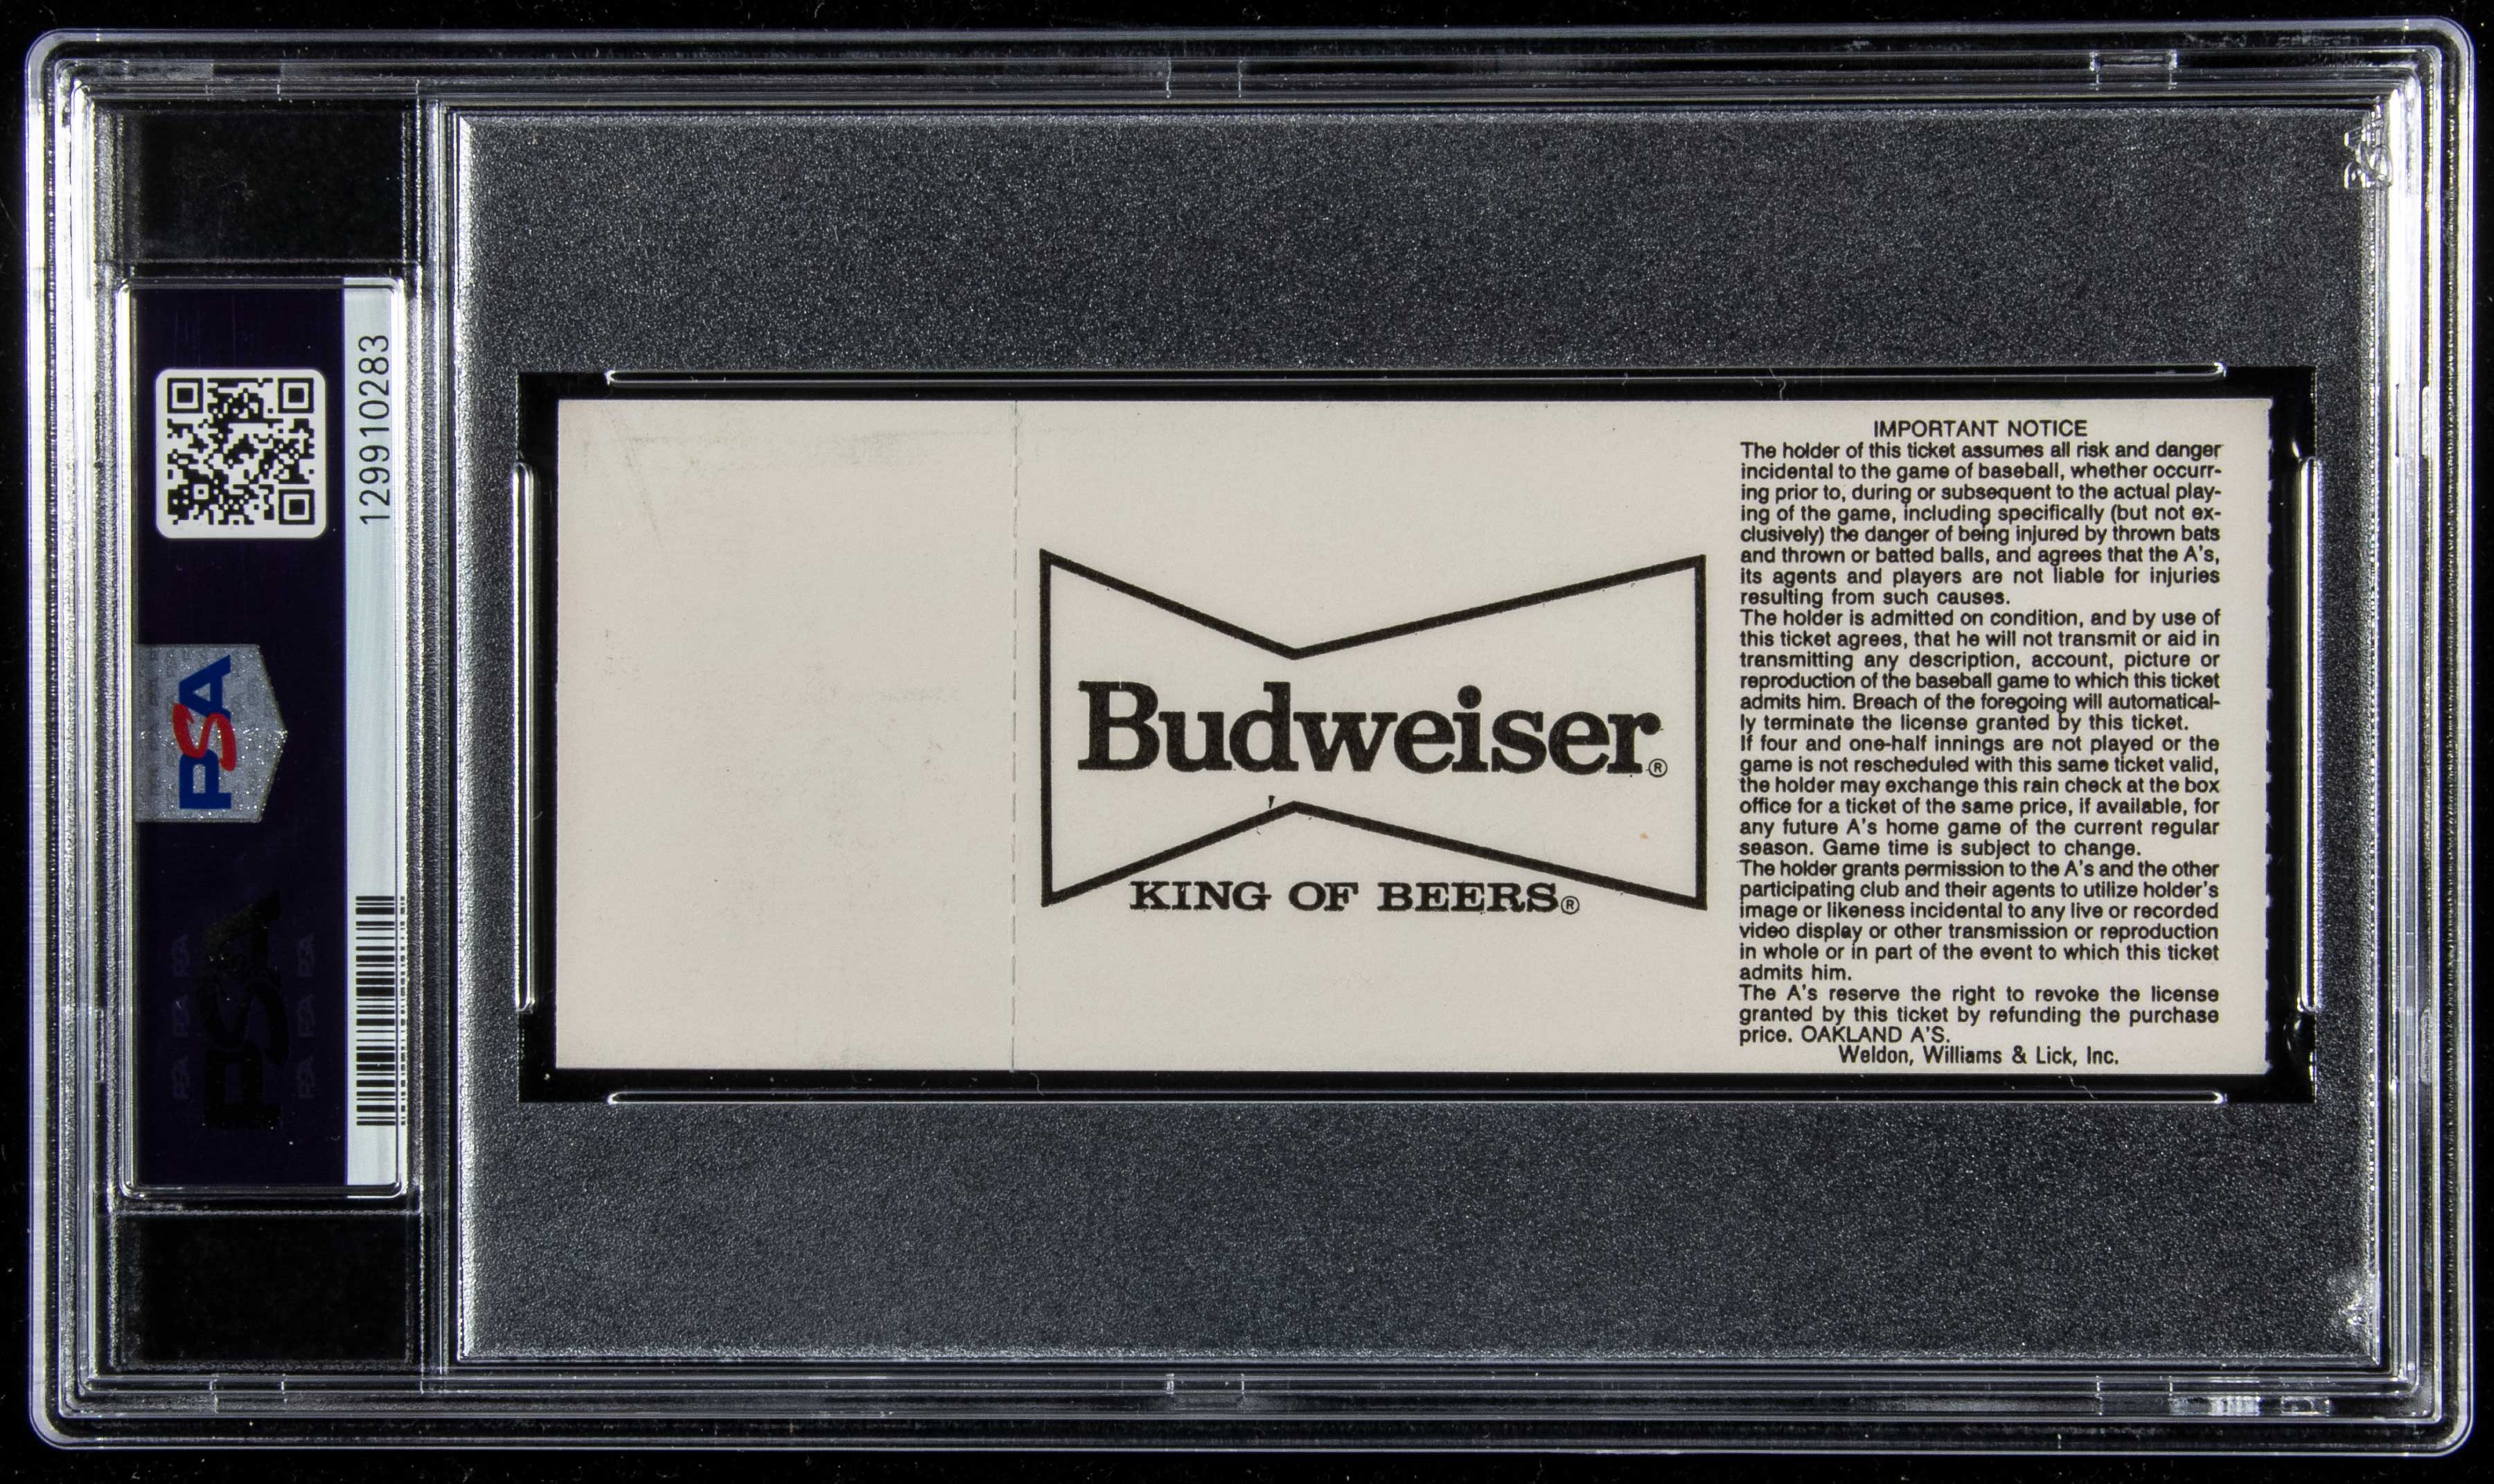 129910283
PSA
PSA
Budweiser®
KING OF BEERS®
IMPORTANT NOTICE
The holder of this ticket assumes all risk and danger
incidental to the game of baseball, whether occurr-
ing prior to, during or subsequent to the actual play-
ing of the game, including specifically (but not ex-
clusively) the danger of being injured by thrown bats
and thrown or batted balls, and agrees that the A's,
its agents and players are not liable for injuries
resulting from such causes.
The holder is admitted on condition, and by use of
this ticket agrees, that he will not transmit or aid in
transmitting any description, account, picture or
reproduction of the baseball game to which this ticket
admits him. Breach of the foregoing will automatical-
ly terminate the license granted by this ticket.
If four and one-half innings are not played or the
game is not rescheduled with this same ticket valid,
the holder may exchange this rain check at the box
office for a ticket of the same price, if available, for
any future A's home game of the current regular
season. Game time is subject to change.
The holder grants permission to the A's and the other
participating club and their agents to utilize holder's
image or likeness incidental to any live or recorded
video display or other transmission or reproduction
in whole or in part of the event to which this ticket
admits him.
The A's reserve the right to revoke the license
granted by this ticket by refunding the purchase
price. OAKLAND A'S.
Weldon, Williams & Lick, Inc.